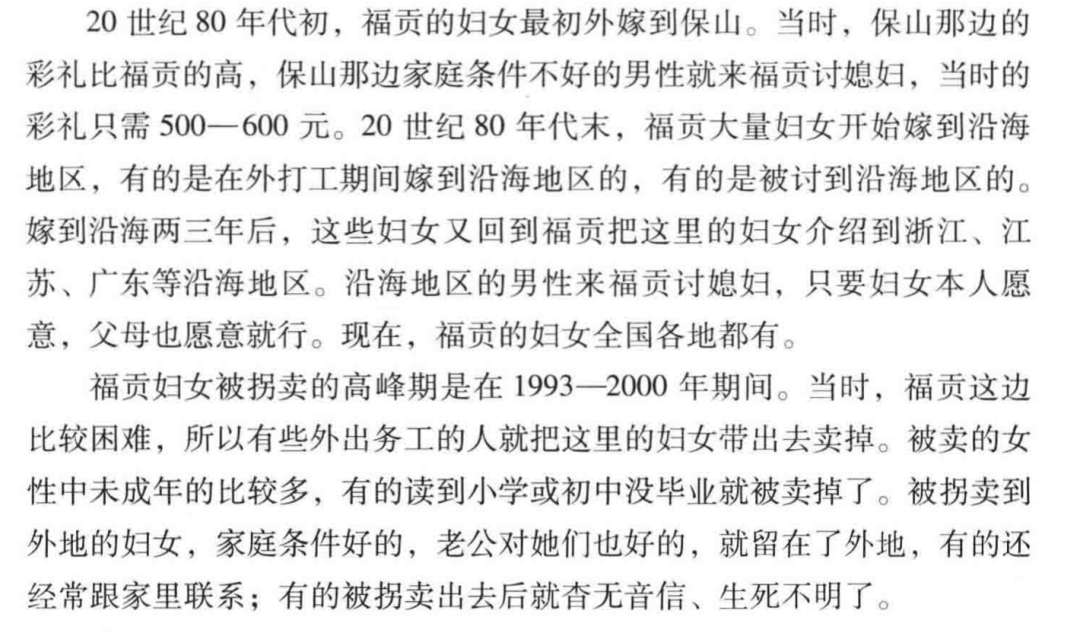 20 世纪 80 年代初，福贡的妇女最初外嫁到保山。当时，保山那边的
彩礼比福贡的高，保山那边家庭条件不好的男性就来福贡讨媳妇，当时的
彩礼只需 500—600 元。20 世纪 80 年代末，福贡大量妇女开始嫁到沿海
地区，有的是在外打工期间嫁到沿海地区的，有的是被讨到沿海地区的。
嫁到沿海两三年后，这些妇女又回到福贡把这里的妇女介绍到浙江、江
苏、广东等沿海地区。沿海地区的男性来福贡讨媳妇，只要妇女本人愿
意，父母也愿意就行。现在，福贡的妇女全国各地都有。
福贡妇女被拐卖的高峰期是在 1993—2000 年期间。当时，福贡这边
比较困难，所以有些外出务工的人就把这里的妇女带出去卖掉。被卖的女
性中未成年的比较多，有的读到小学或初中没毕业就被卖掉了。被拐卖到
外地的妇女，家庭条件好的，老公对她们也好的，就留在了外地，有的还
经常跟家里联系；有的被拐卖出去后就杳无音信、生死不明了。